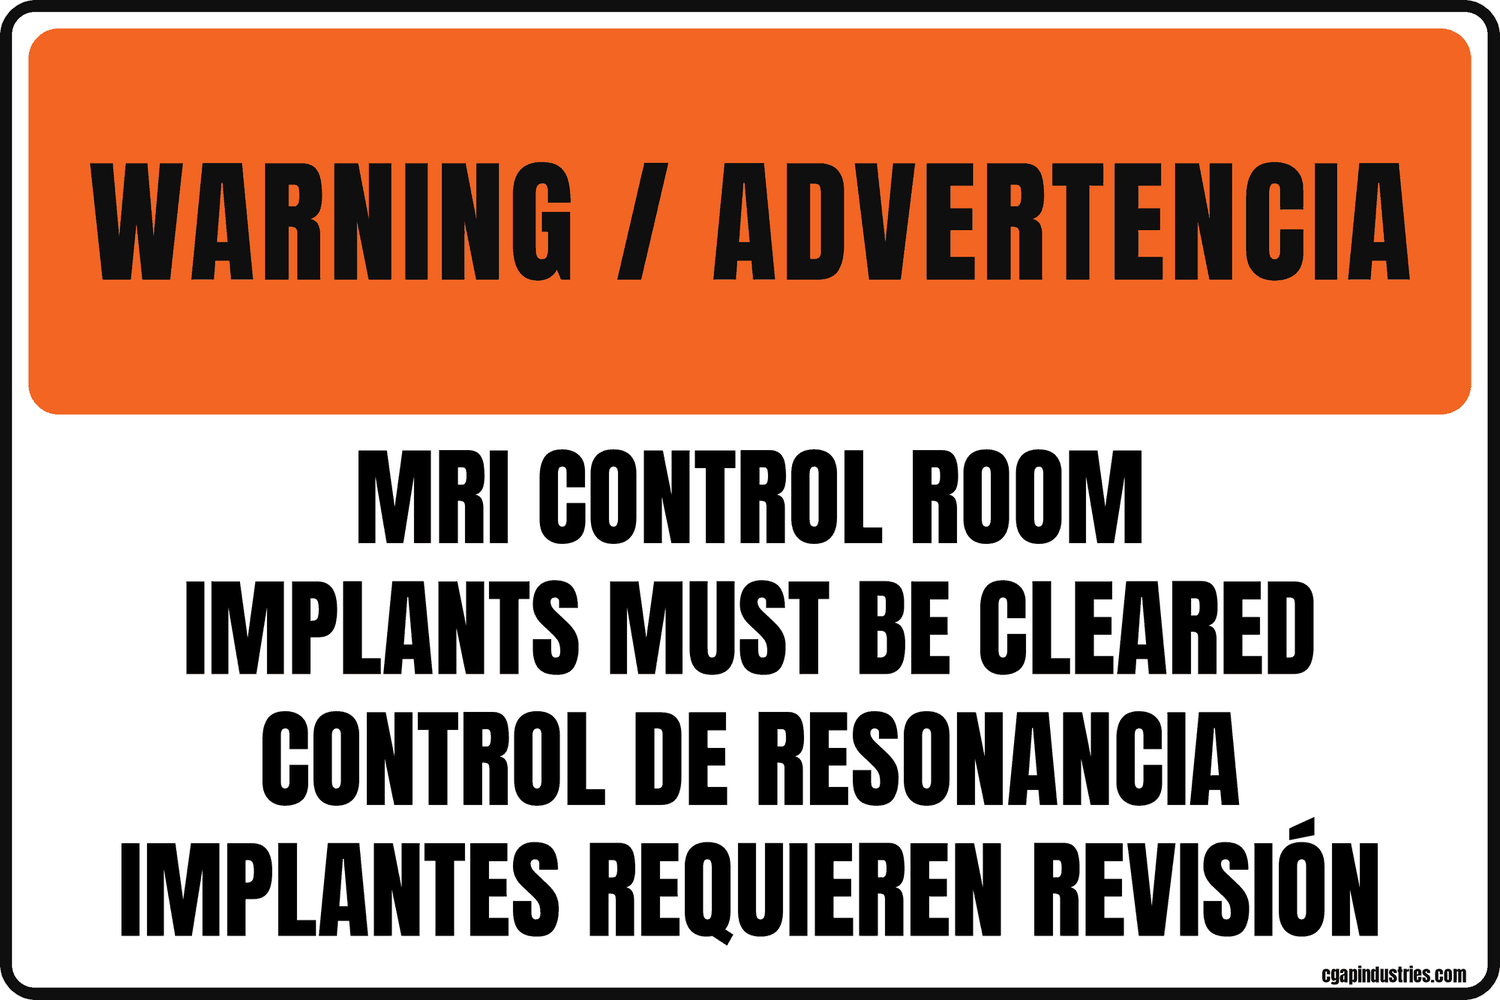 WARNING / ADVERTENCIA
MRI CONTROL ROOM
IMPLANTS MUST BE CLEARED
CONTROL DE RESONANCIA
IMPLANTES REQUIEREN REVISIÓN
cgapindustries.com